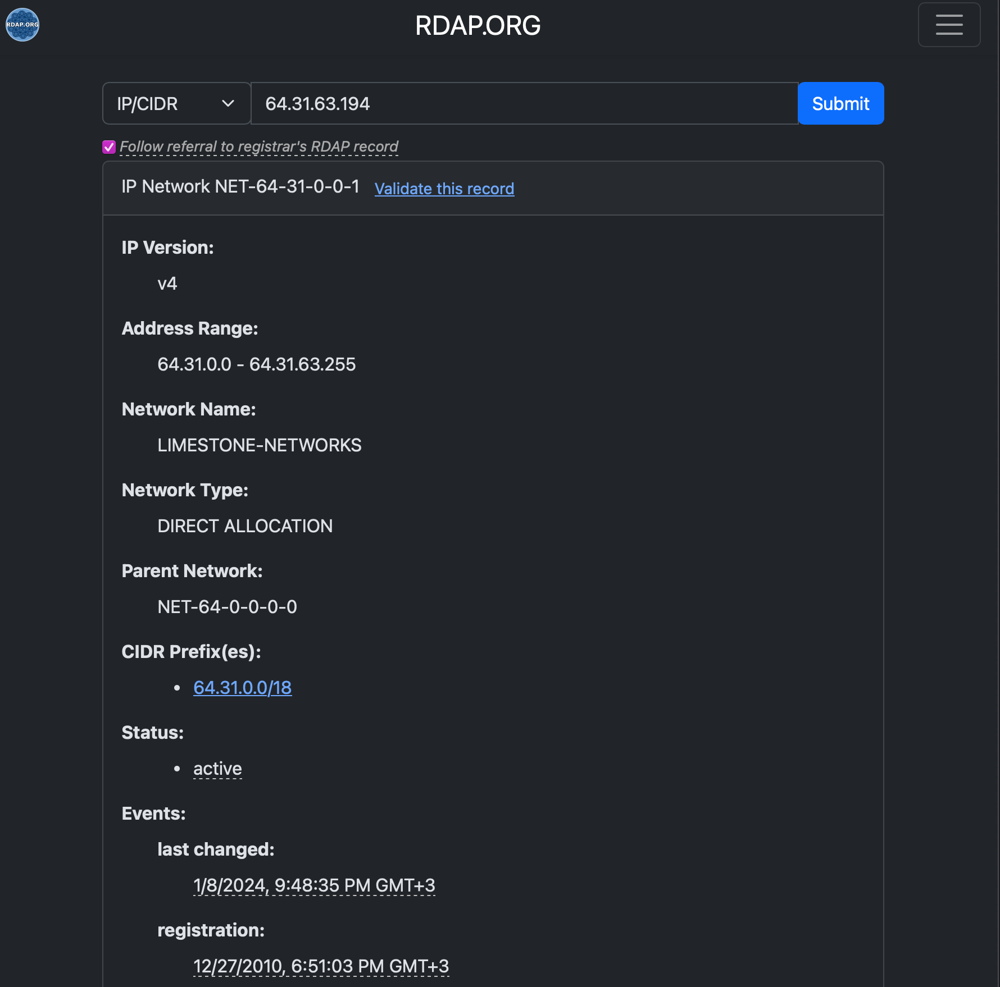 RDAP.ORG
RDAP.ORG
IP/CIDR
64.31.63.194
Submit
Follow referral to registrar's RDAP record
IP Network NET-64-31-0-0-1 Validate this record
IP Version:
v4
Address Range:
64.31.0.0 - 64.31.63.255
Network Name:
LIMESTONE-NETWORKS
Network Type:
DIRECT ALLOCATION
Parent Network:
NET-64-0-0-0-0
CIDR Prefix(es):
• 64.31.0.0/18
Status:
• active
Events:
last changed:
1/8/2024, 9:48:35 PM GMT+3
registration:
12/27/2010, 6:51:03 PM GMT+3